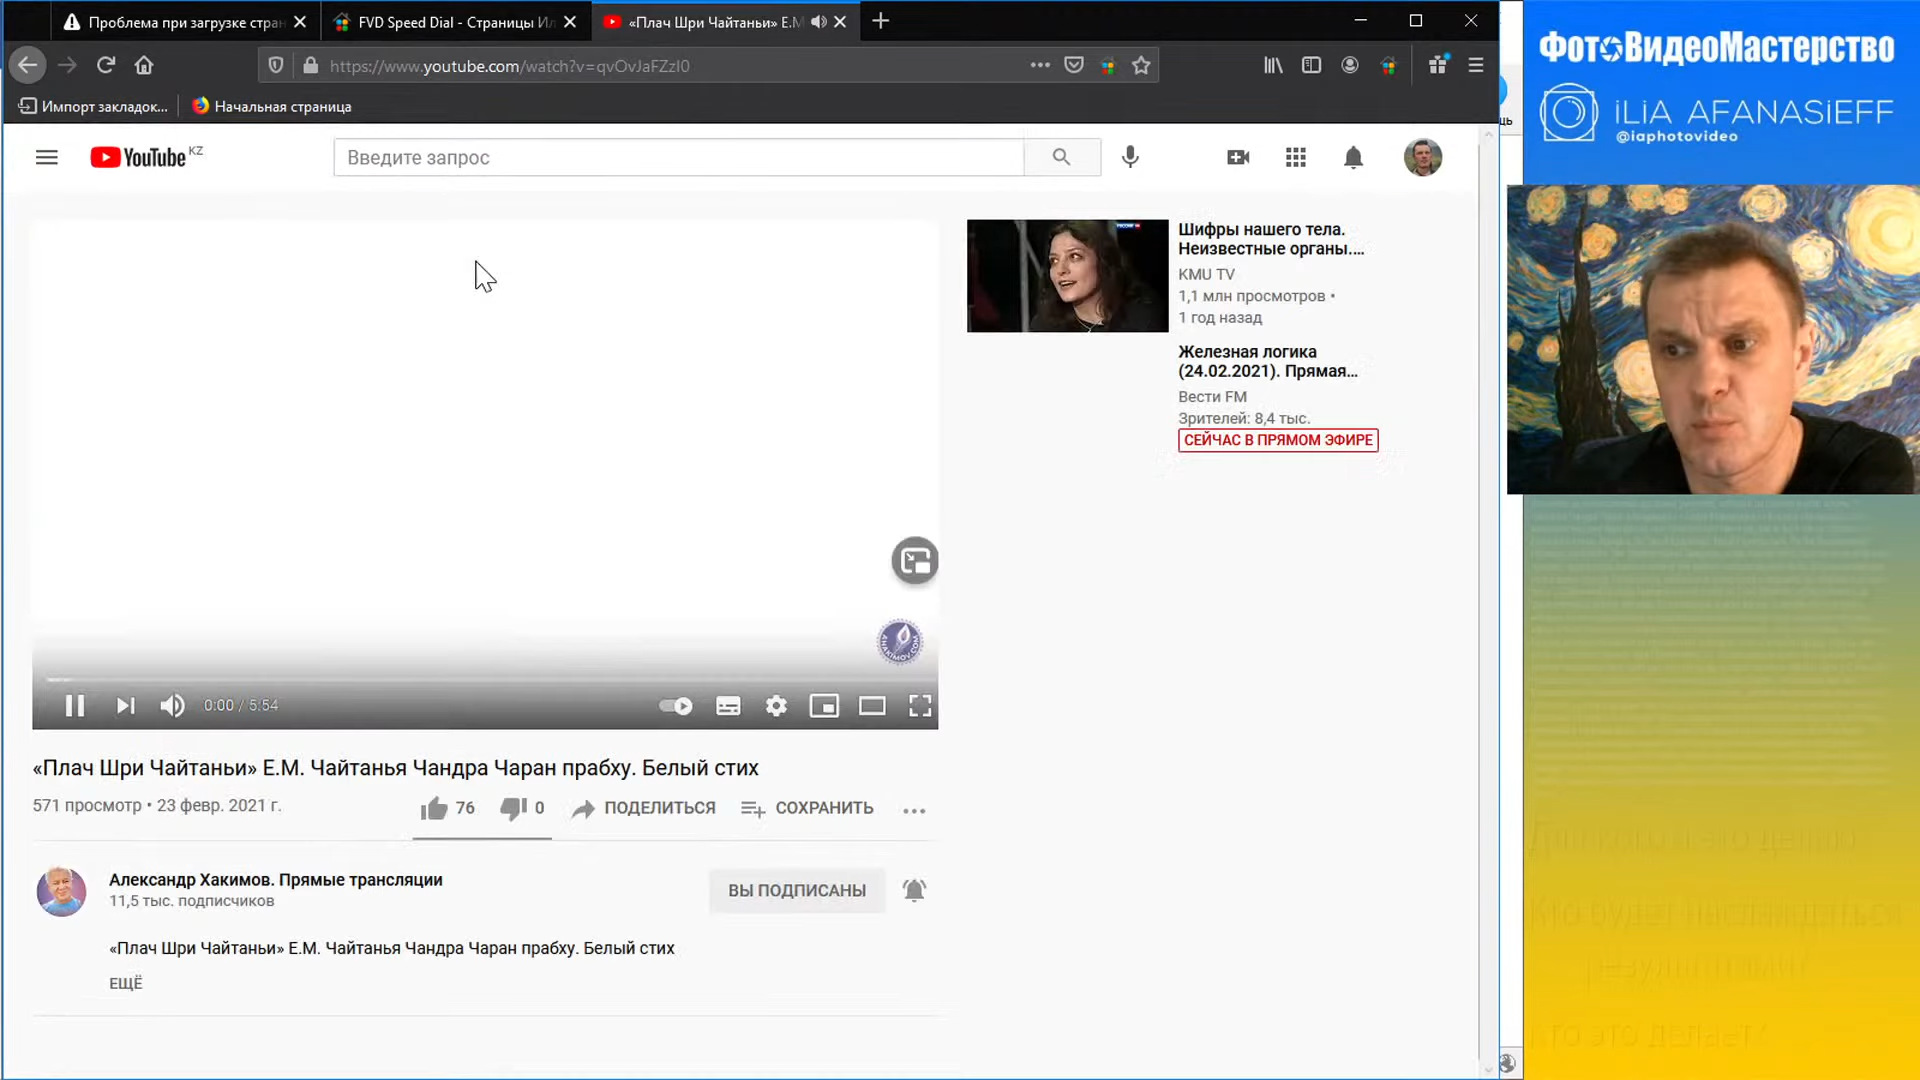 Проблема при загрузке стран
FVD Speed Dial - Страницы Ил
«Плач Шри Чайтаньи» Е.М
https://www.youtube.com/watch?v=qvOvJaFZzI0
Импорт закладок...
Начальная страница
YouTube KZ
Введите запрос
ФотоВидеоМастерство
iLiA AFANASiEFF
@iaphotovideo
Шифры нашего тела.
Неизвестные органы....
KMU TV
1,1 млн просмотров •
1 год назад
Железная логика
(24.02.2021). Прямая...
Вести FM
Зрителей: 8,4 тыс.
СЕЙЧАС В ПРЯМОМ ЭФИРЕ
0:00 / 5:54
«Плач Шри Чайтаньи» Е.М. Чайтанья Чандра Чаран прабху. Белый стих
571 просмотр • 23 февр. 2021 г.
76
0
ПОДЕЛИТЬСЯ
СОХРАНИТЬ
Александр Хакимов. Прямые трансляции
11,5 тыс. подписчиков
ВЫ ПОДПИСАНЫ
«Плач Шри Чайтаньи» Е.М. Чайтанья Чандра Чаран прабху. Белый стих
ЕЩЁ
Кто это делает?